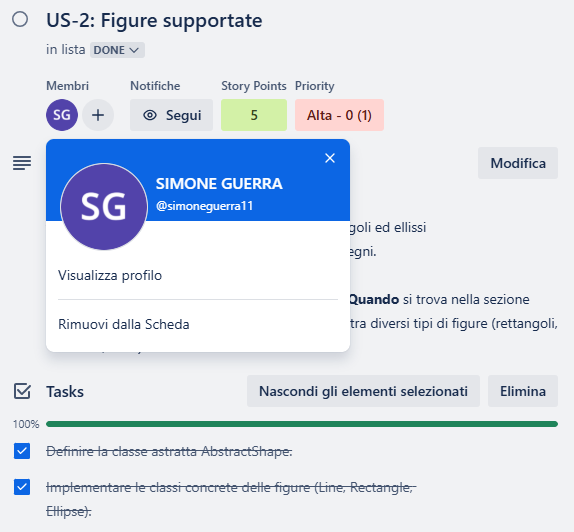 US-2: Figure supportate
in lista DONE
Membri Notifiche Story Points Priority
SG + Segui 5 Alta - 0 (1)
SG SIMONE GUERRA
@simoneguerra11
Modifica
goli ed ellissi
egni.
Visualizza profilo
Quando si trova nella sezione
Rimuovi dalla Scheda
tra diversi tipi di figure (rettangoli,
Tasks Nascondi gli elementi selezionati Elimina
100%
Definire la classe astratta AbstractShape.
Implementare le classi concrete delle figure (Line, Rectangle,
Ellipse).